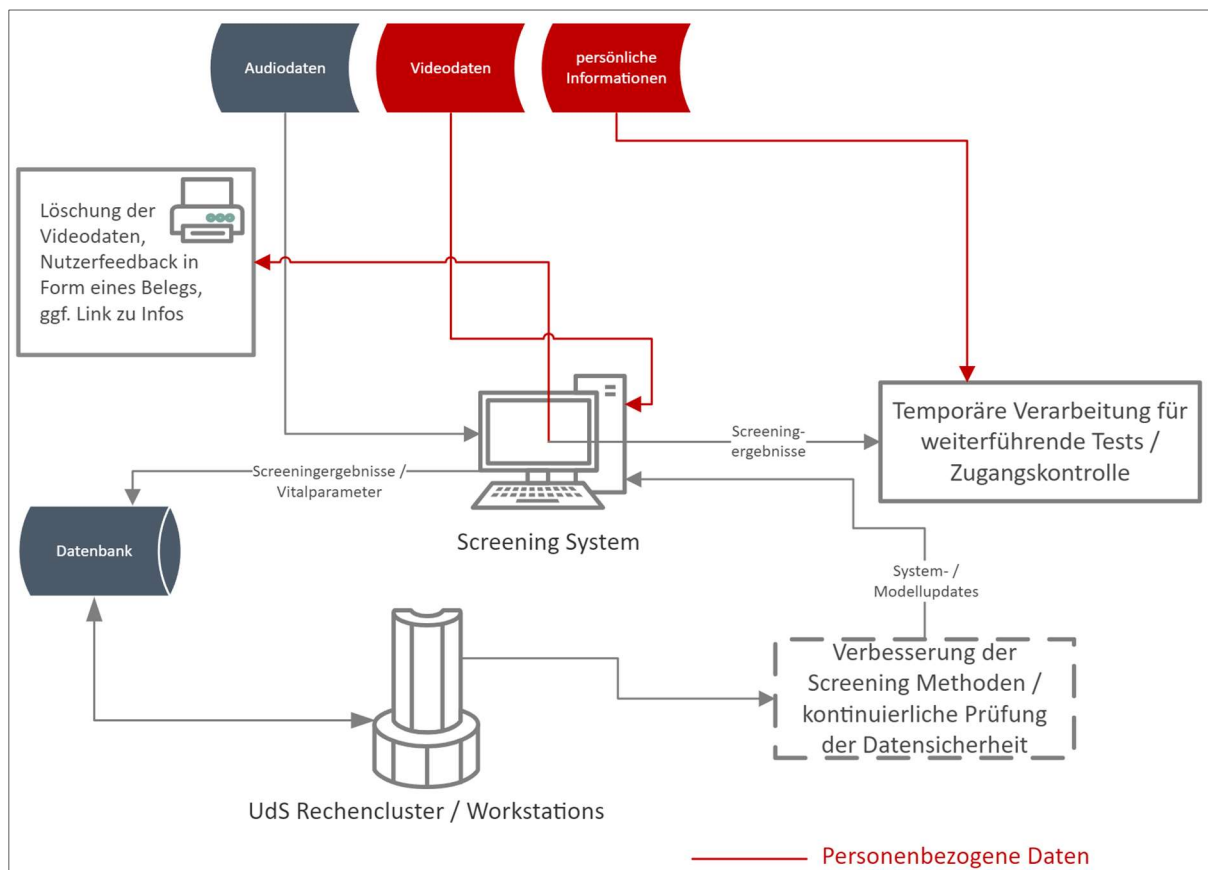 Audiodaten
Videodaten
persönliche
Informationen
Löschung der
Videodaten,
Nutzerfeedback in
Form eines Belegs,
ggf. Link zu Infos
Screening-
ergebnisse
Temporäre Verarbeitung für
weiterführende Tests /
Zugangskontrolle
Screeningergebnisse /
Vitalparameter
Screening System
Datenbank
System- /
Modellupdates
Verbesserung der
Screening Methoden /
kontinuierliche Prüfung
der Datensicherheit
UdS Rechencluster / Workstations
Personenbezogene Daten